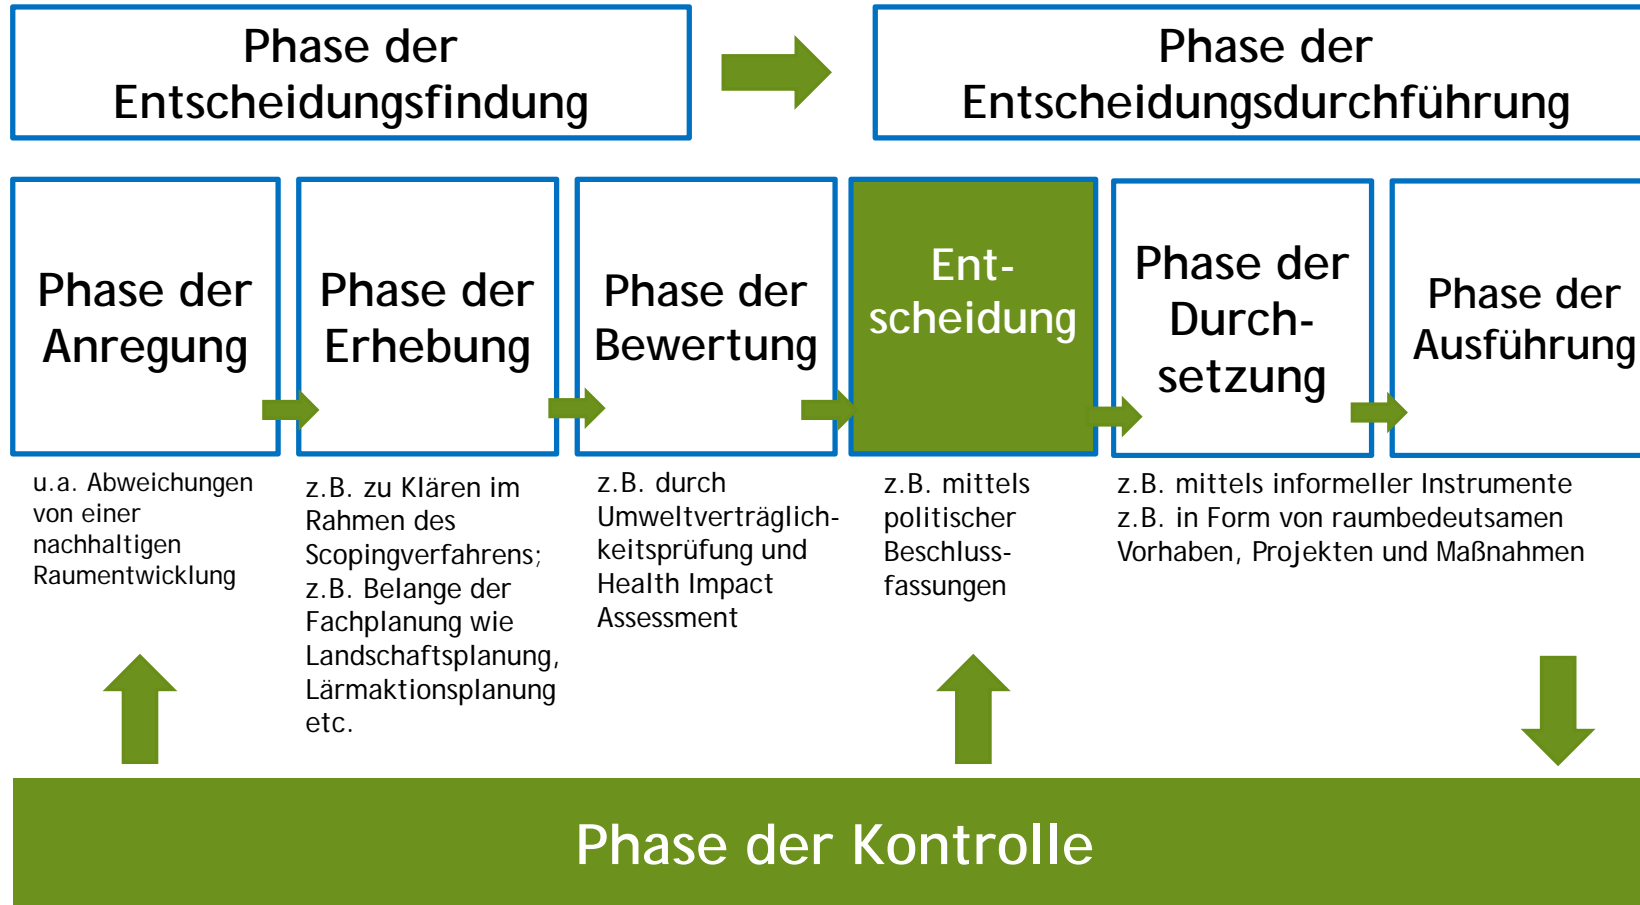 Phase der
Entscheidungsfindung
Phase der
Entscheidungsdurchführung
Phase der
Anregung
Phase der
Erhebung
Phase der
Bewertung
Ent-
scheidung
Phase der
Durch-
setzung
Phase der
Ausführung
u.a. Abweichungen
von einer
nachhaltigen
Raumentwicklung
z.B. zu Klären im
Rahmen des
Scopingverfahrens;
z.B. Belange der
Fachplanung wie
Landschaftsplanung,
Lärmaktionsplanung
etc.
z.B. durch
Umweltverträglich-
keitsprüfung und
Health Impact
Assessment
z.B. mittels
politischer
Beschluss-
fassungen
z.B. mittels informeller Instrumente
z.B. in Form von raumbedeutsamen
Vorhaben, Projekten und Maßnahmen
Phase der Kontrolle